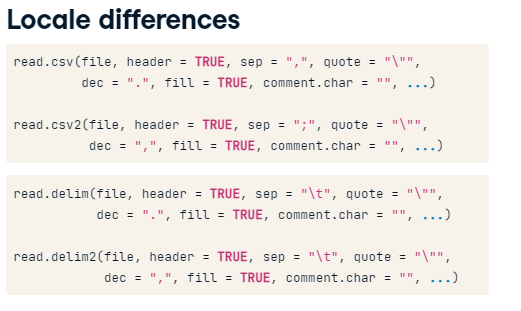 Locale differences
read.csv(file, header = TRUE, sep = ",", quote = "\"",
dec = ".", fill = TRUE, comment.char = "", ...)
read.csv2(file, header = TRUE, sep = ";", quote = "\"",
dec = ",", fill = TRUE, comment.char = "", ...)
read.delim(file, header = TRUE, sep = "\t", quote = "\"",
dec = ".", fill = TRUE, comment.char = "", ...)
read.delim2(file, header = TRUE, sep = "\t", quote = "\"",
dec = ",", fill = TRUE, comment.char = "", ...)